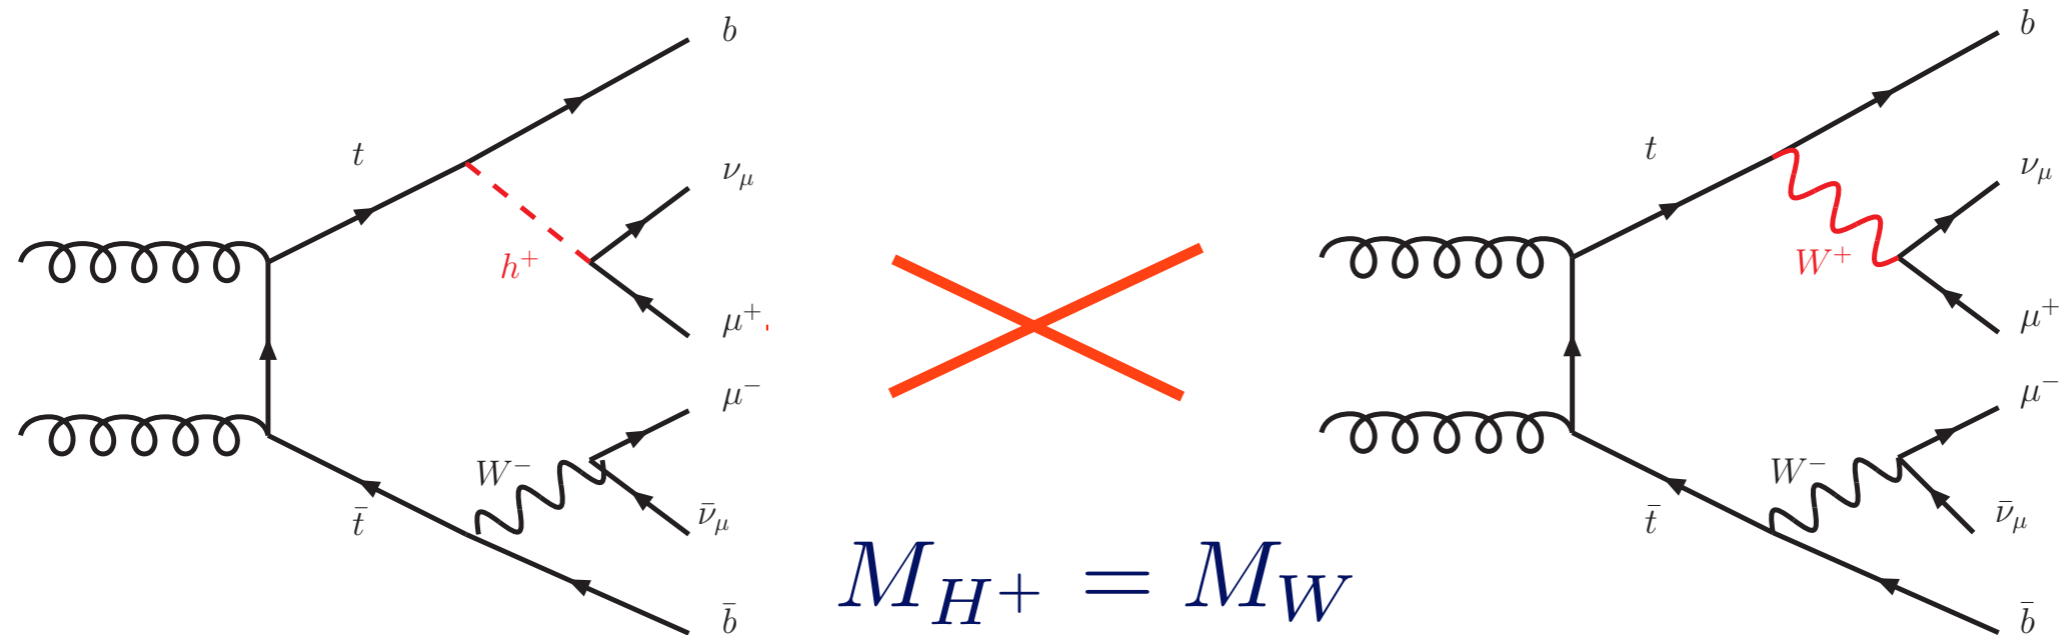 b
t
ν_μ
h⁺
μ⁺
μ⁻
W⁻
t̄
ν̄_μ
b̄
M_{H⁺} = M_W
b
t
ν_μ
W⁺
μ⁺
μ⁻
W⁻
t̄
ν̄_μ
b̄